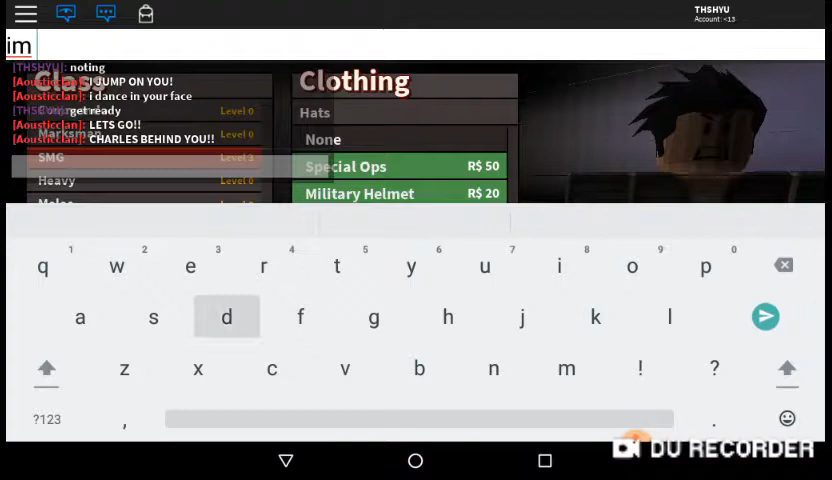 THSHYU
Account: <13
im
[THSHYU]: noting
Class
Clothing
[Aousticclan]: I JUMP ON YOU!
[Aousticclan]: i dance in your face
Level 0
Hats
get ready
[Aousticclan]: LETS GO!!
Marksman
Level 0
None
[Aousticclan]: CHARLES BEHIND YOU!!
SMG
Level 3
Special Ops
R$ 50
Heavy
Level 0
Military Helmet
R$ 20
1 2 3 4 5 6 7 8 9 0
q w e r t y u i o p
a s d f g h j k l
z x c v b n m ! ?
?123 , .
DU RECORDER